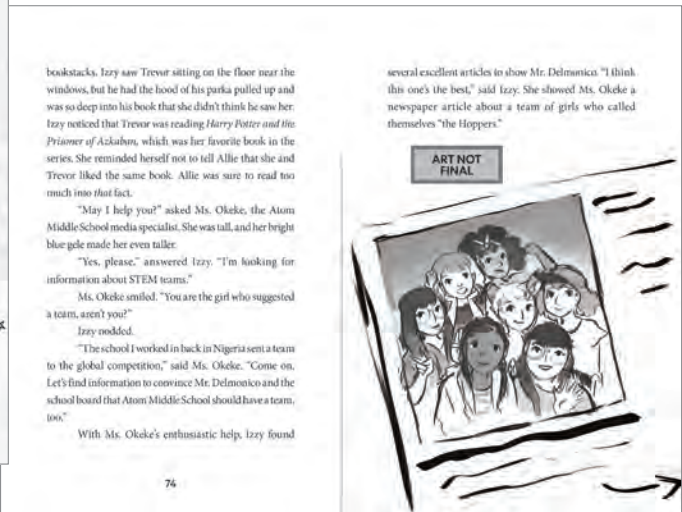 bookstacks. Izzy saw Trevor sitting on the floor near the
windows, but he had the hood of his parka pulled up and
was so deep into his book that she didn't think he saw her.
Izzy noticed that Trevor was reading Harry Potter and the
Prisoner of Azkaban, which was her favorite book in the
series. She reminded herself not to tell Allie that she and
Trevor liked the same book. Allie was sure to read too
much into that fact.
"May I help you?" asked Ms. Okeke, the Atom
Middle School media specialist. She was tall, and her bright
blue gele made her even taller.
"Yes, please," answered Izzy. "I'm looking for
information about STEM teams."
Ms. Okeke smiled. "You are the girl who suggested
a team, aren't you?"
Izzy nodded.
"The school I worked in back in Nigeria sent a team
to the global competition," said Ms. Okeke. "Come on.
Let's find information to convince Mr. Delmonico and the
school board that Atom Middle School should have a team,
too."
With Ms. Okeke's enthusiastic help, Izzy found
74
several excellent articles to show Mr. Delmonico. "I think
this one's the best," said Izzy. She showed Ms. Okeke a
newspaper article about a team of girls who called
themselves "the Hoppers."
ART NOT
FINAL